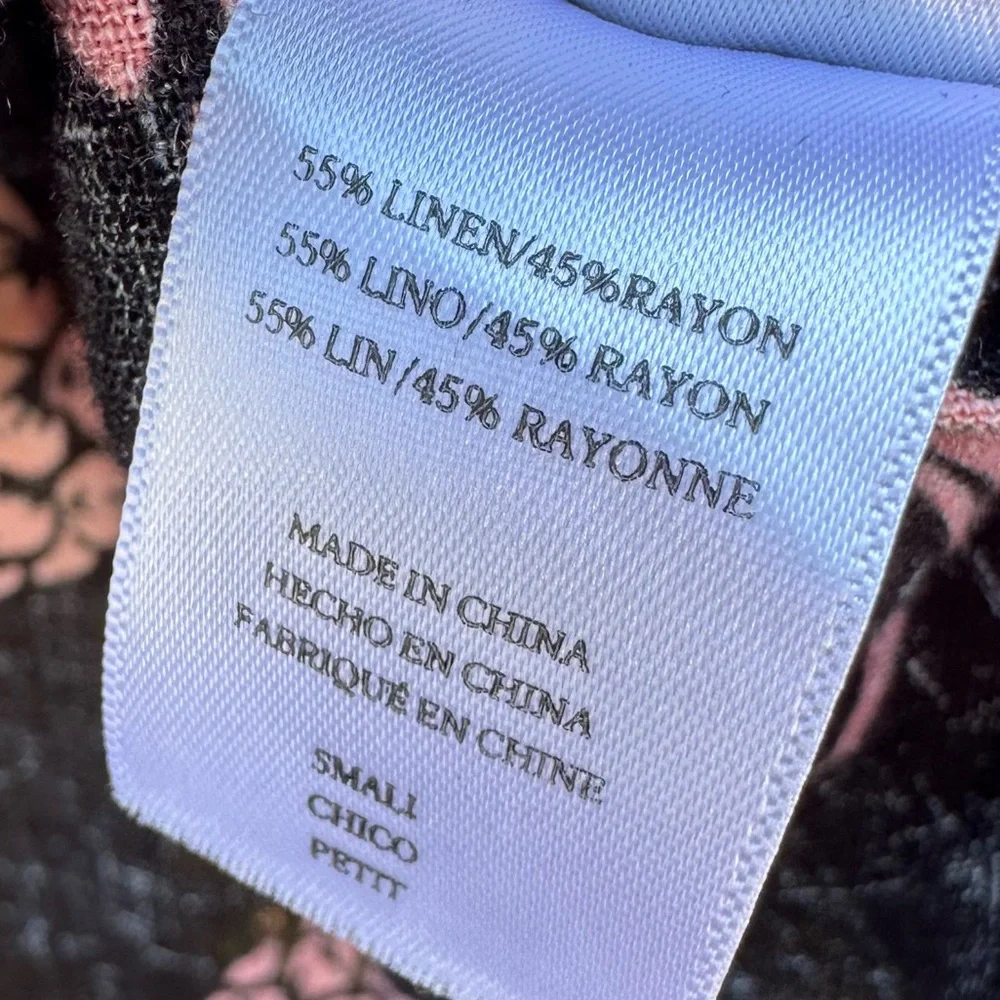 55% LINEN/45%RAYON
55% LINO/45% RAYON
55% LIN/45% RAYONNE
MADE IN CHINA
HECHO EN CHINA
FABRIQUÉ EN CHINE
SMALL
CHICO
PETIT